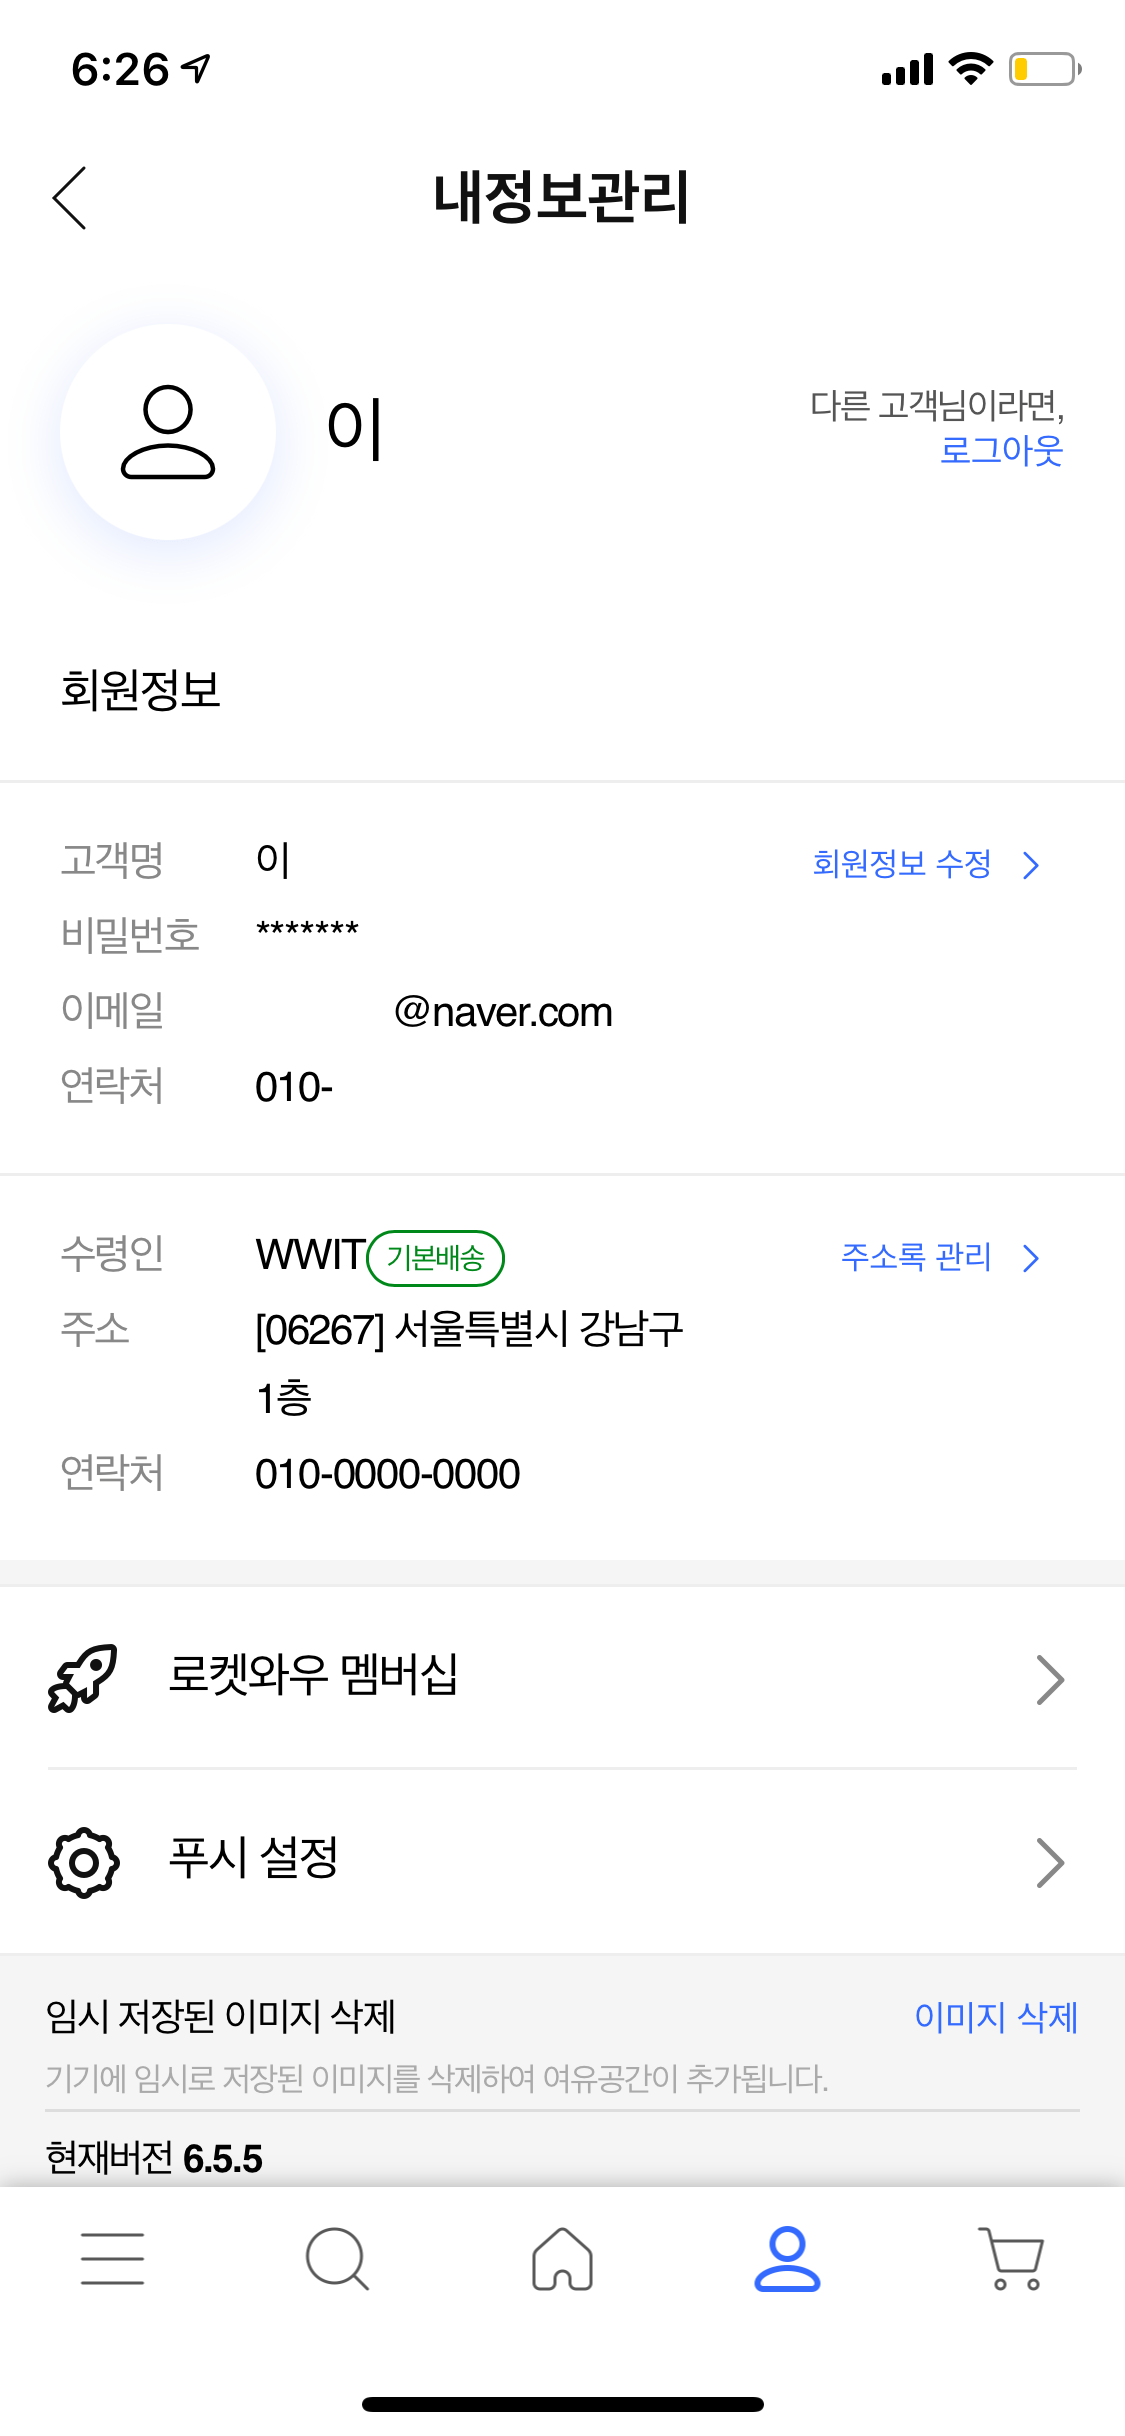 6:26
내정보관리
이
다른 고객님이라면,
로그아웃
회원정보
고객명 이 회원정보 수정
비밀번호 *******
이메일 @naver.com
연락처 010-
수령인 WWIT 기본배송 주소록 관리
주소 [06267] 서울특별시 강남구
1층
연락처 010-0000-0000
로켓와우 멤버십
푸시 설정
임시 저장된 이미지 삭제 이미지 삭제
기기에 임시로 저장된 이미지를 삭제하여 여유공간이 추가됩니다.
현재버전 6.5.5